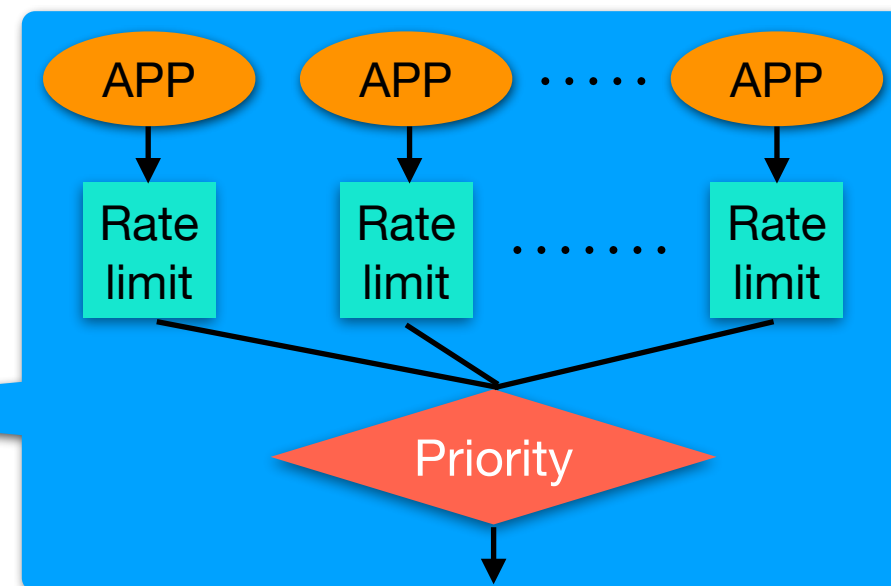 APP APP ..... APP
Rate limit
Rate limit
.......
Rate limit
Priority